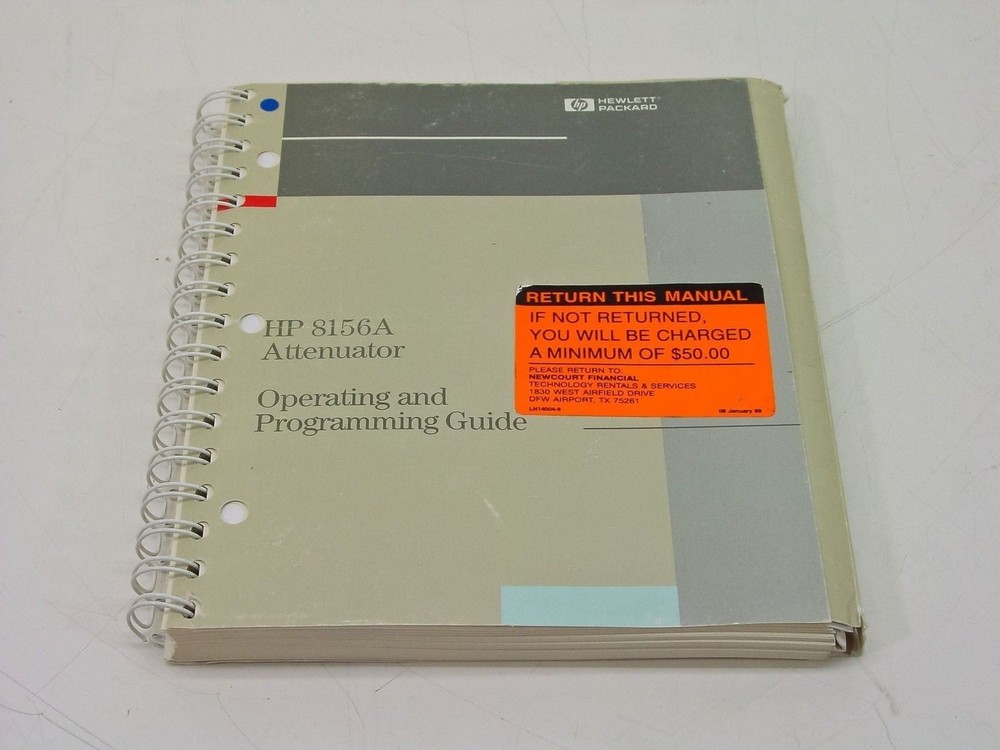 hp HEWLETT
PACKARD
HP 8156A
Attenuator
Operating and
Programming Guide
RETURN THIS MANUAL
IF NOT RETURNED,
YOU WILL BE CHARGED
A MINIMUM OF $50.00
PLEASE RETURN TO:
NEWCOURT FINANCIAL
TECHNOLOGY RENTALS & SERVICES
1830 WEST AIRFIELD DRIVE
DFW AIRPORT, TX 75261